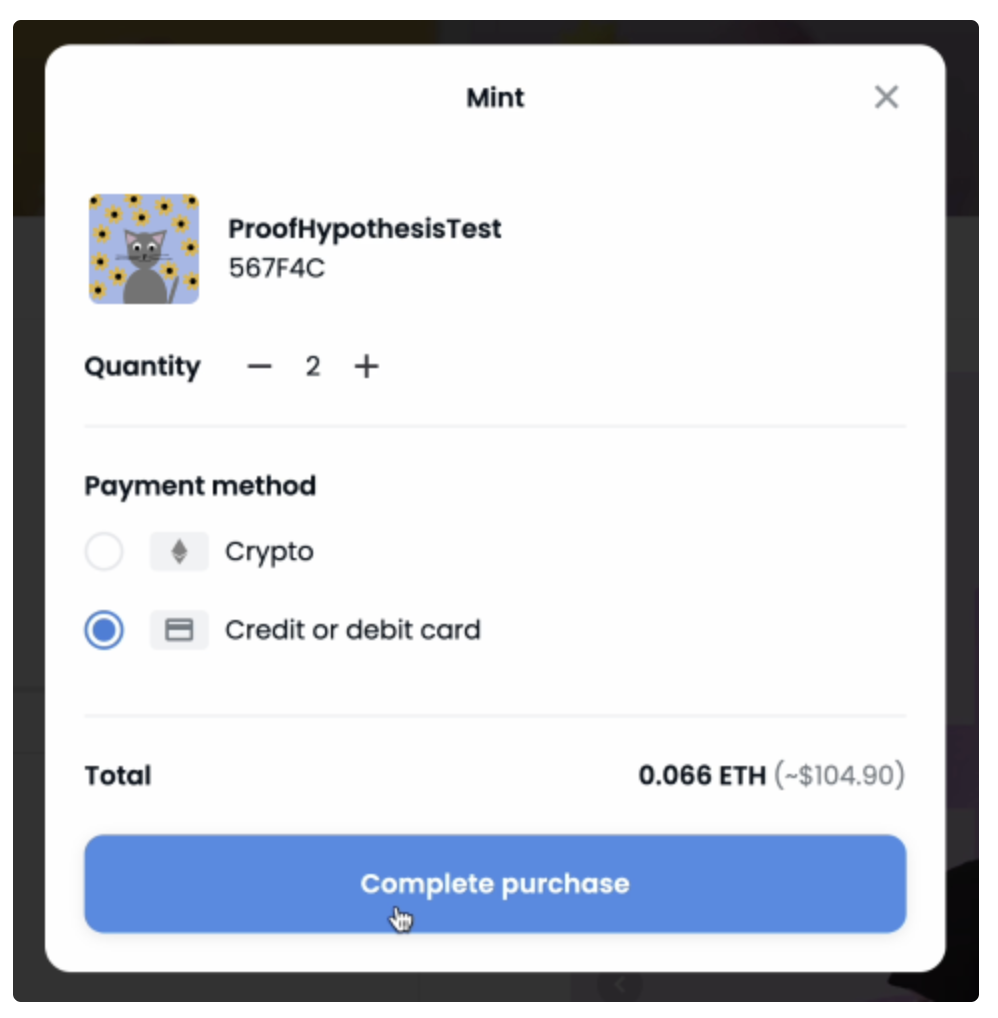 Mint
ProofHypothesisTest
567F4C
Quantity — 2 +
Payment method
Crypto
Credit or debit card
Total 0.066 ETH (~$104.90)
Complete purchase